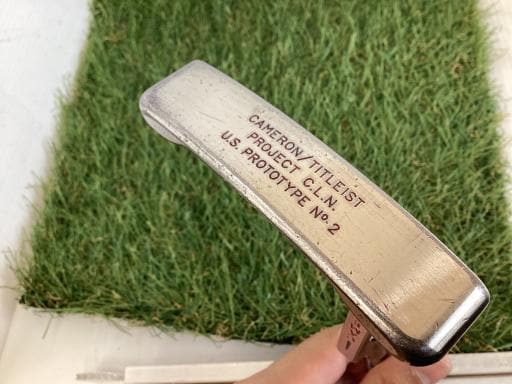 CAMERON/TITLEIST
PROJECT C.L.N.
U.S. PROTOTYPE No. 2